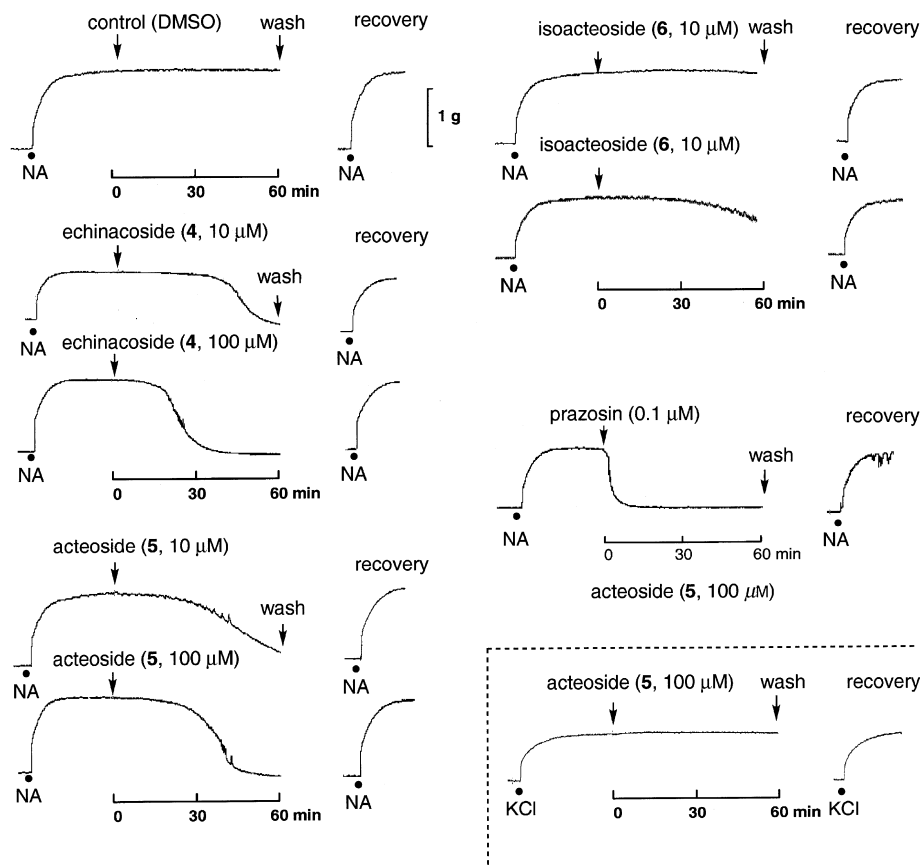 control (DMSO) wash recovery
1 g
NA NA
0 30 60 min
echinacoside (4, 10 μM) recovery
wash
NA NA
echinacoside (4, 100 μM)
NA NA
0 30 60 min
acteoside (5, 10 μM) recovery
wash
NA NA
acteoside (5, 100 μM)
NA NA
0 30 60 min
isoacteoside (6, 10 μM) wash recovery
NA NA
isoacteoside (6, 10 μM)
NA NA
0 30 60 min
prazosin (0.1 μM) recovery
wash
NA NA
0 30 60 min
acteoside (5, 100 μM)
acteoside (5, 100 μM) wash recovery
KCl KCl
0 30 60 min